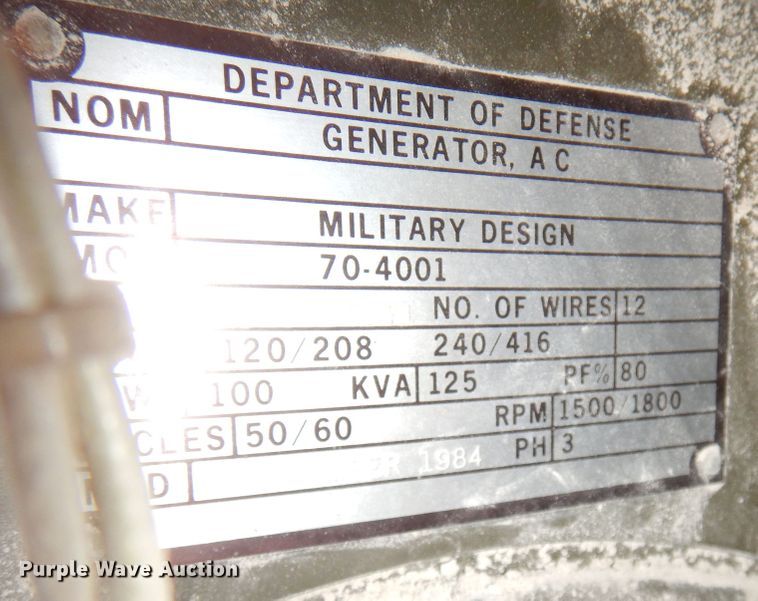 DEPARTMENT OF DEFENSE
NOM GENERATOR, AC
MAKE MILITARY DESIGN
70-4001
NO. OF WIRES 12
120/208 240/416
100 KVA 125 PF% 80
50/60 RPM 1500/1800
1984 PH 3
Purple Wave Auction